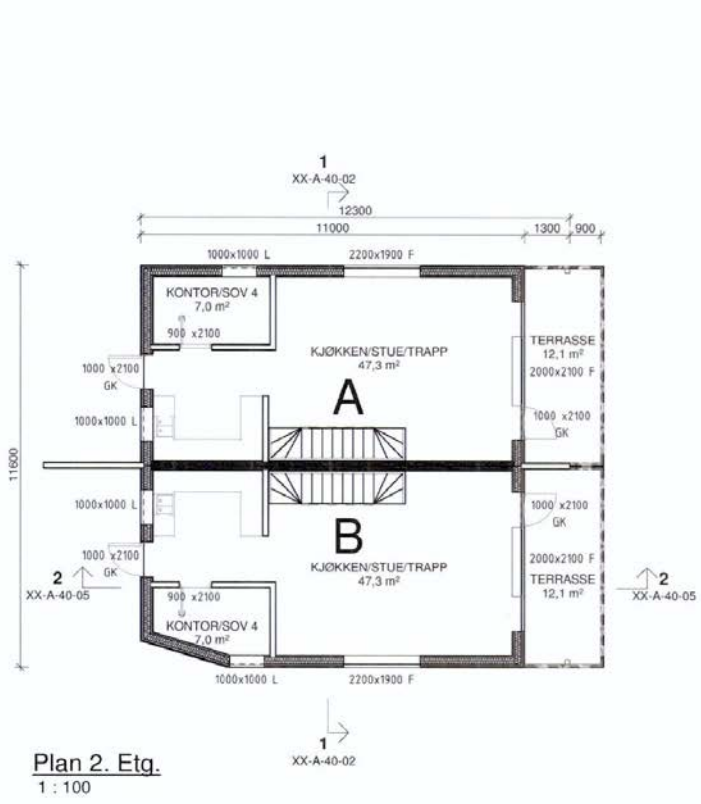 1
XX-A-40-02
12300
11000
1300
900
1000x1000 L
2200x1900 F
KONTOR/SOV 4
7,0 m²
900 x2100
KJØKKEN/STUE/TRAPP
47,3 m²
TERRASSE
12,1 m²
2000x2100 F
1000 x2100
GK
A
1000 x2100
GK
1000x1000 L
11600
1000x1000 L
1000 x2100
GK
B
1000 x2100
GK
KJØKKEN/STUE/TRAPP
47,3 m²
2000x2100 F
TERRASSE
12,1 m²
2
XX-A-40-05
2
XX-A-40-05
900 x2100
KONTOR/SOV 4
7,0 m²
1000x1000 L
2200x1900 F
1
XX-A-40-02
Plan 2. Etg.
1 : 100